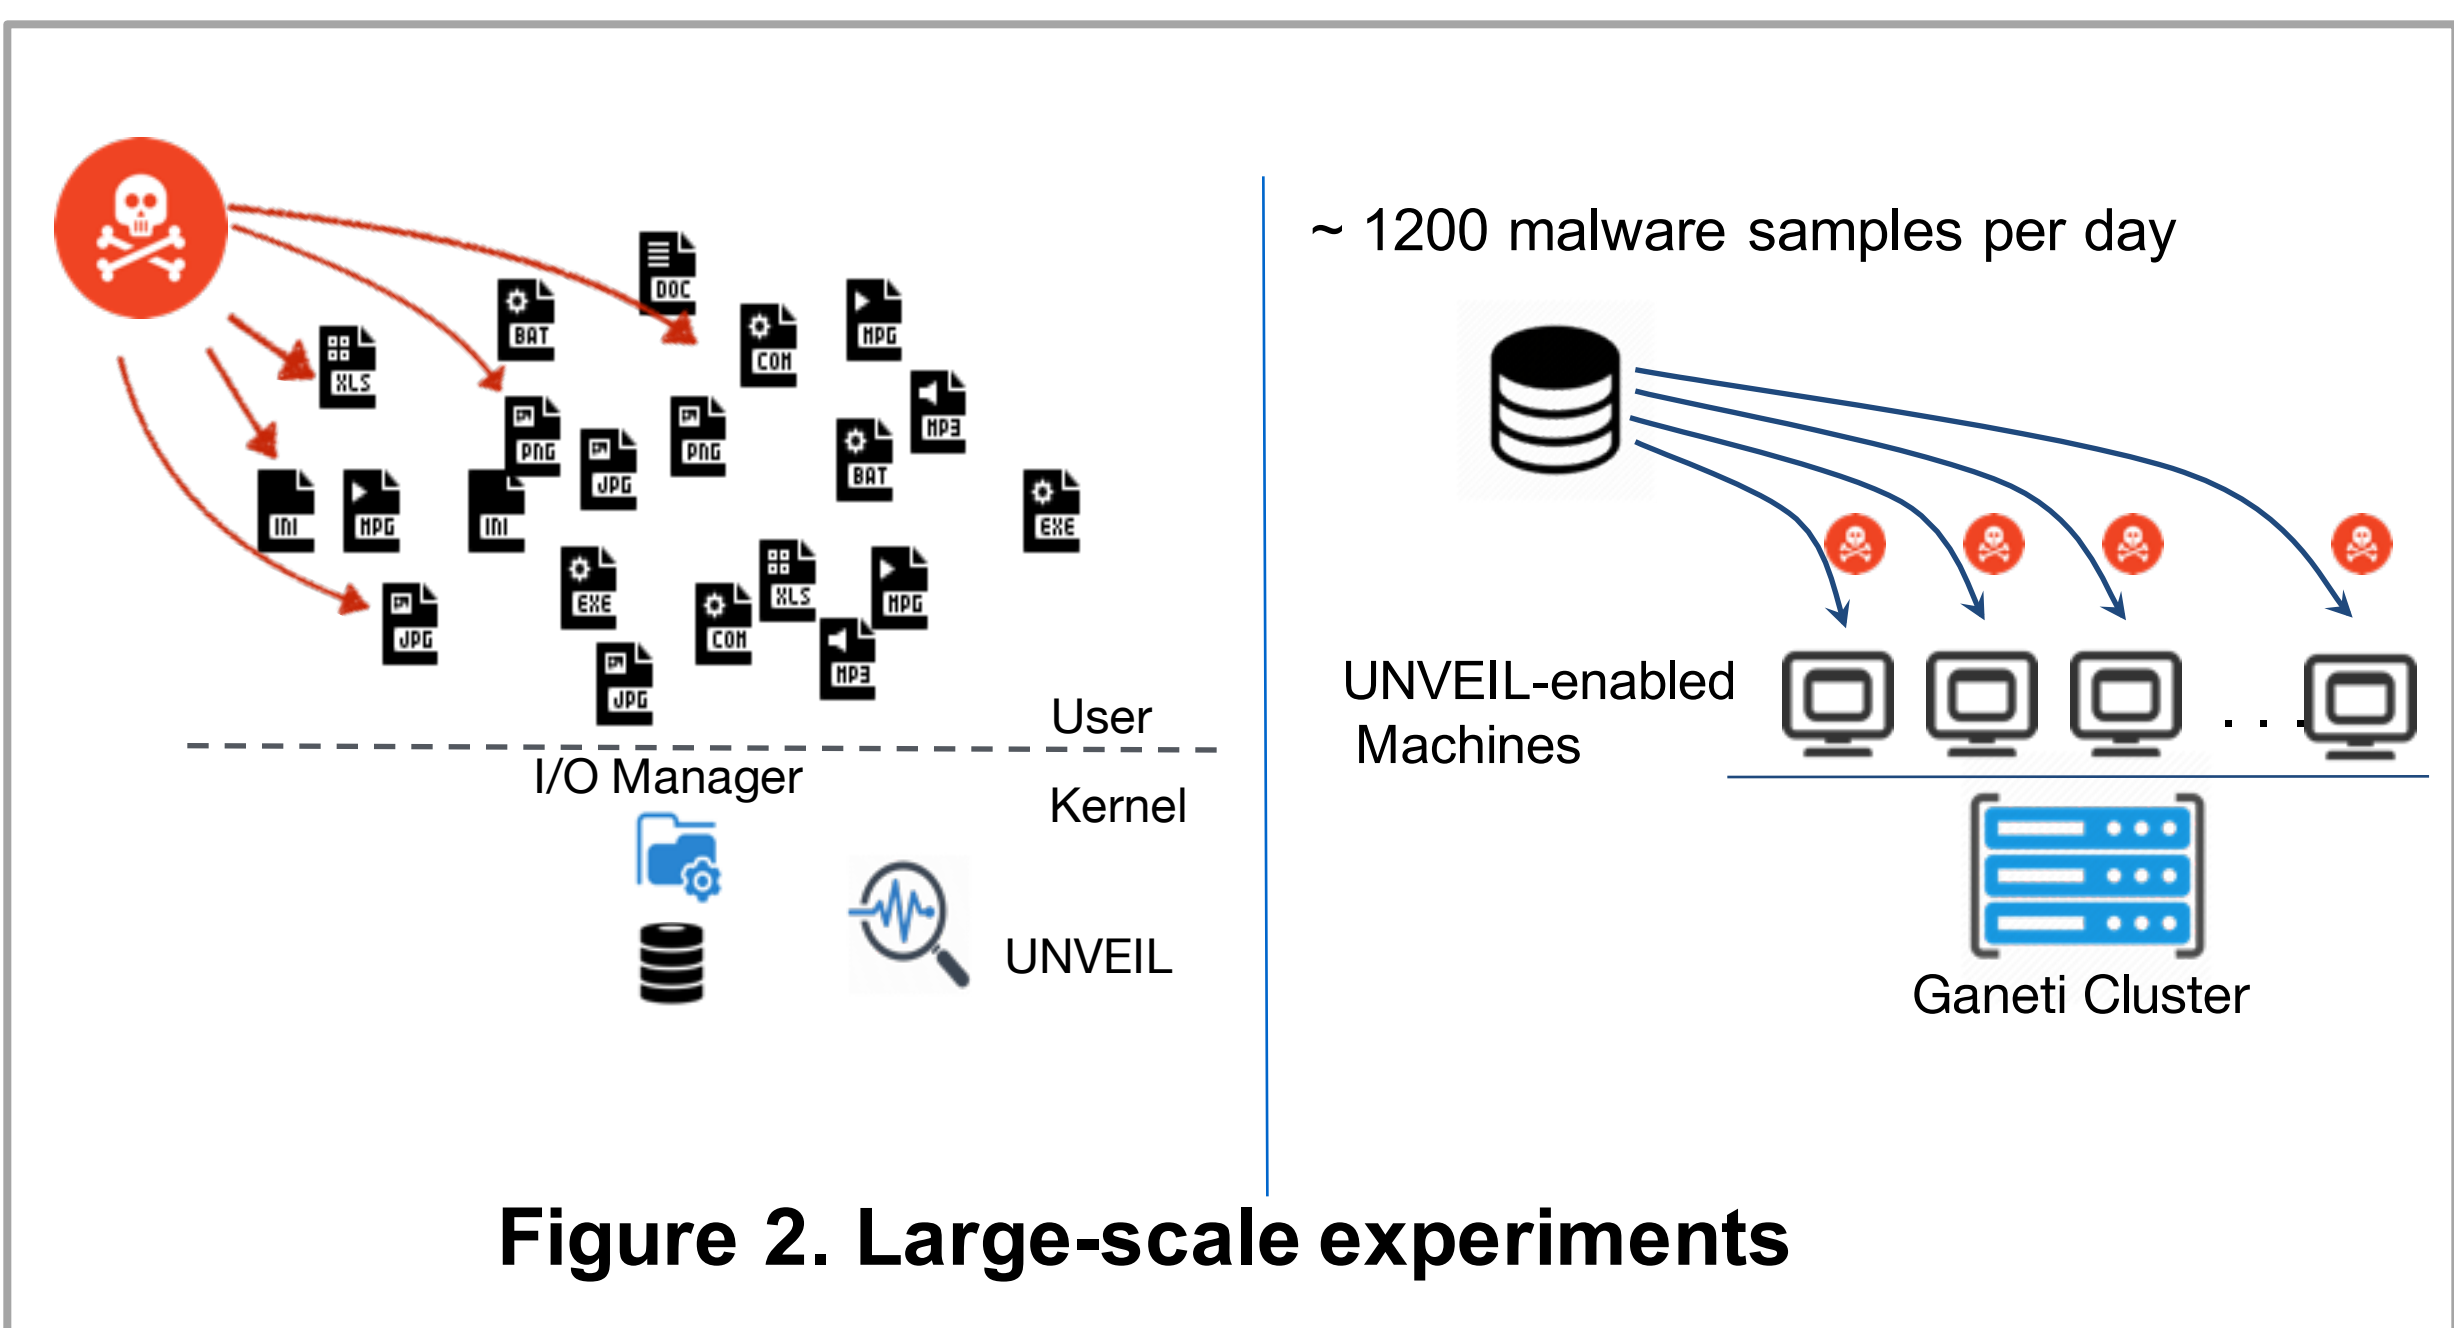 DOC
BAT
COM
MPG
XLS
MP3
PNG
JPG
PNG
BAT
INI
MPG
INI
EXE
EXE
XLS
MPG
JPG
COM
MP3
JPG
User
I/O Manager
Kernel
UNVEIL
~ 1200 malware samples per day
UNVEIL-enabled
Machines
. . .
Ganeti Cluster
Figure 2. Large-scale experiments